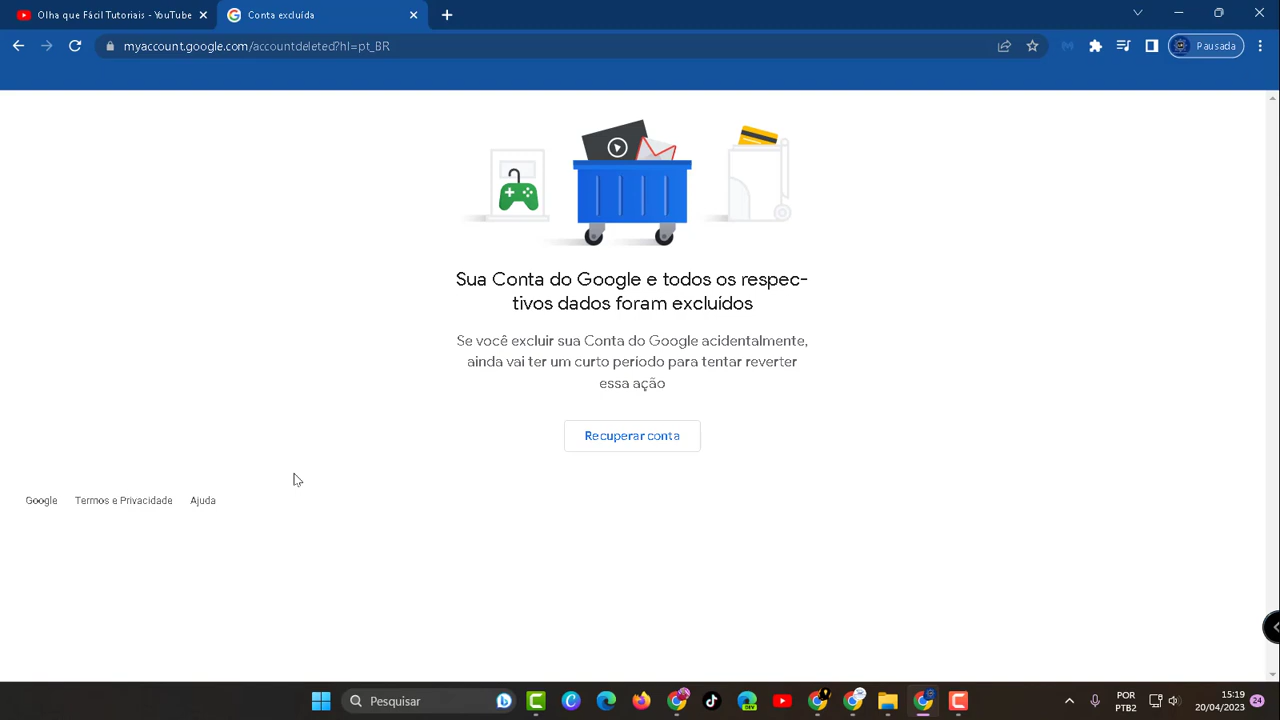 Olha que Fácil Tutoriais - YouTube
Conta excluída
myaccount.google.com/accountdeleted?hl=pt_BR
Pausada
Sua Conta do Google e todos os respec-
tivos dados foram excluídos
Se você excluir sua Conta do Google acidentalmente,
ainda vai ter um curto período para tentar reverter
essa ação
Recuperar conta
Google Termos e Privacidade Ajuda
Pesquisar
DEV
POR
PTB2
15:19
20/04/2023
24